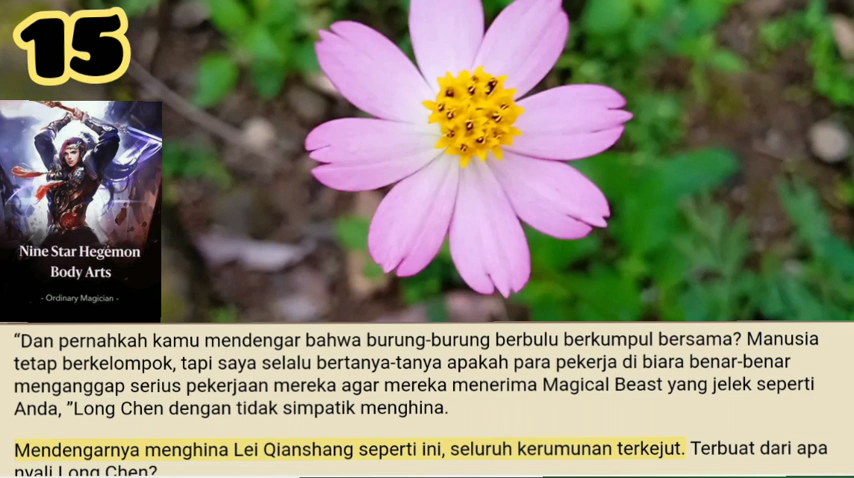 15
Nine Star Hegemon
Body Arts
- Ordinary Magician -
“Dan pernahkah kamu mendengar bahwa burung-burung berbulu berkumpul bersama? Manusia
tetap berkelompok, tapi saya selalu bertanya-tanya apakah para pekerja di biara benar-benar
menganggap serius pekerjaan mereka agar mereka menerima Magical Beast yang jelek seperti
Anda, ”Long Chen dengan tidak simpatik menghina.
Mendengarnya menghina Lei Qianshang seperti ini, seluruh kerumunan terkejut. Terbuat dari apa
nyali Long Chen?